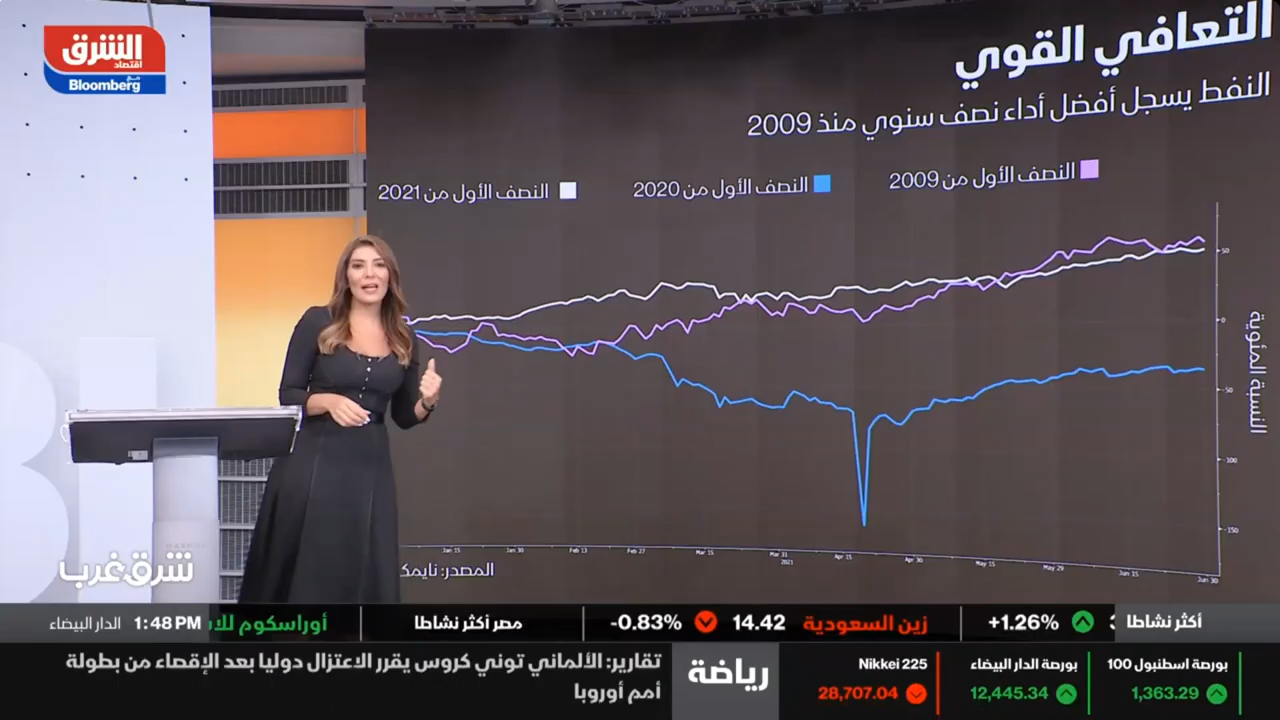 الشرق
اقتصاد
مع
Bloomberg
التعافي القوي
النفط يسجل أفضل أداء نصف سنوي منذ 2009
النصف الأول من 2009
النصف الأول من 2020
النصف الأول من 2021
50
0
-50
-100
-150
النسبة المئوية
Jan 15
Jan 30
Feb 13
Feb 27
Mar 15
Mar 31
Apr 15
Apr 30
May 15
May 29
Jun 15
Jun 30
2021
المصدر: نايمك
شرق غرب
أكثر نشاطا
+1.26%
زين السعودية
14.42
-0.83%
مصر أكثر نشاطا
أوراسكوم للا
1:48 PM الدار البيضاء
بورصة اسطنبول 100
1,363.29
بورصة الدار البيضاء
12,445.34
Nikkei 225
28,707.04
رياضة
تقارير: الألماني توني كروس يقرر الاعتزال دوليا بعد الإقصاء من بطولة
أمم أوروبا